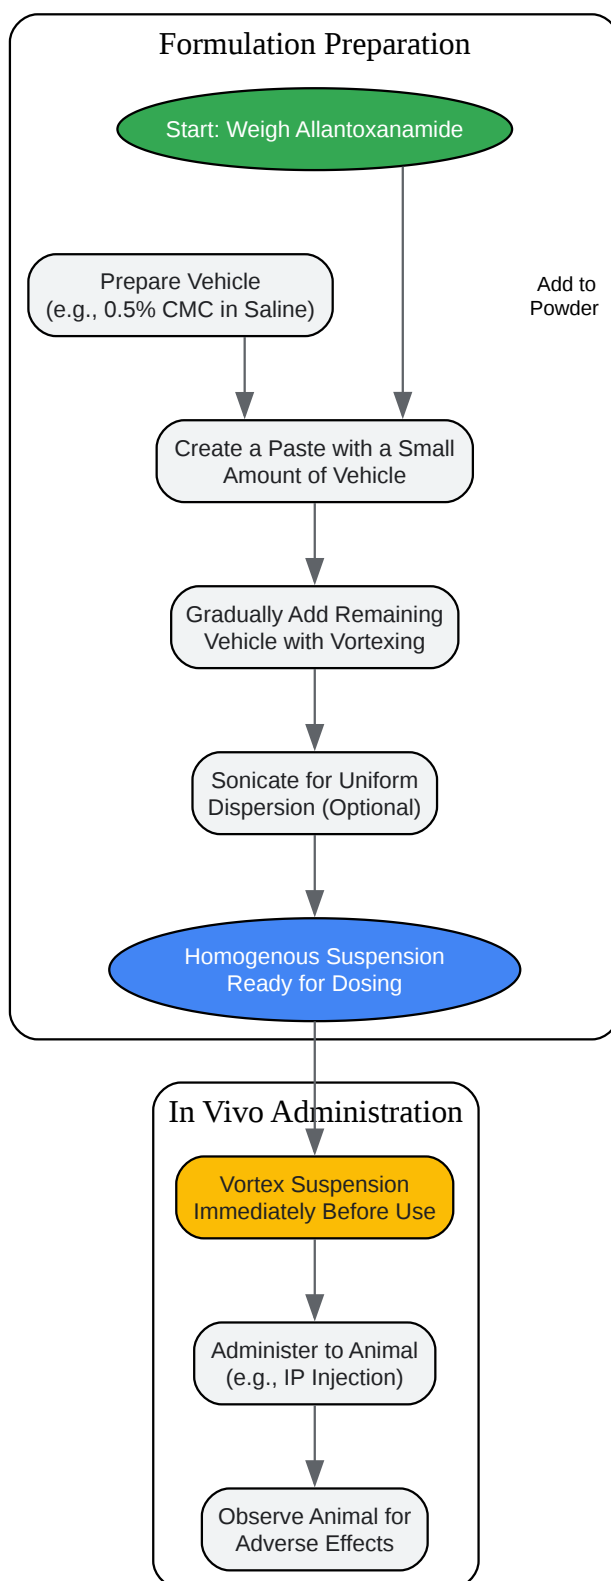 Formulation Preparation
Start: Weigh Allantoxanamide
Prepare Vehicle
(e.g., 0.5% CMC in Saline)
Add to
Powder
Create a Paste with a Small
Amount of Vehicle
Gradually Add Remaining
Vehicle with Vortexing
Sonicate for Uniform
Dispersion (Optional)
Homogenous Suspension
Ready for Dosing
In Vivo Administration
Vortex Suspension
Immediately Before Use
Administer to Animal
(e.g., IP Injection)
Observe Animal for
Adverse Effects